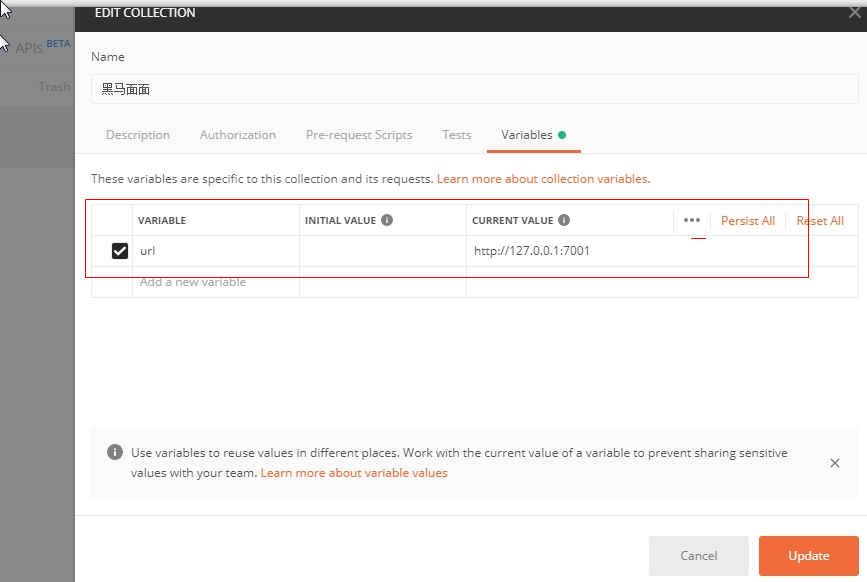 EDIT COLLECTION
APIs BETA
Name
Trash
黑马面面
Description Authorization Pre-request Scripts Tests Variables
These variables are specific to this collection and its requests. Learn more about collection variables.
VARIABLE INITIAL VALUE CURRENT VALUE Persist All Reset All
url http://127.0.0.1:7001
Add a new variable
Use variables to reuse values in different places. Work with the current value of a variable to prevent sharing sensitive
values with your team. Learn more about variable values
Cancel Update